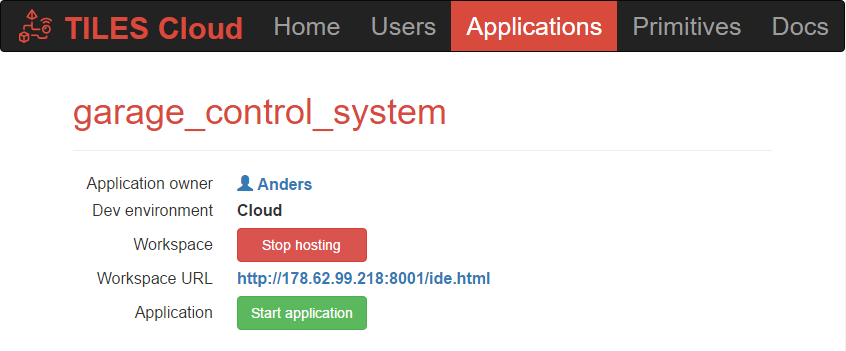 TILES Cloud Home Users Applications Primitives Docs
garage_control_system
Application owner Anders
Dev environment Cloud
Workspace Stop hosting
Workspace URL http://178.62.99.218:8001/ide.html
Application Start application